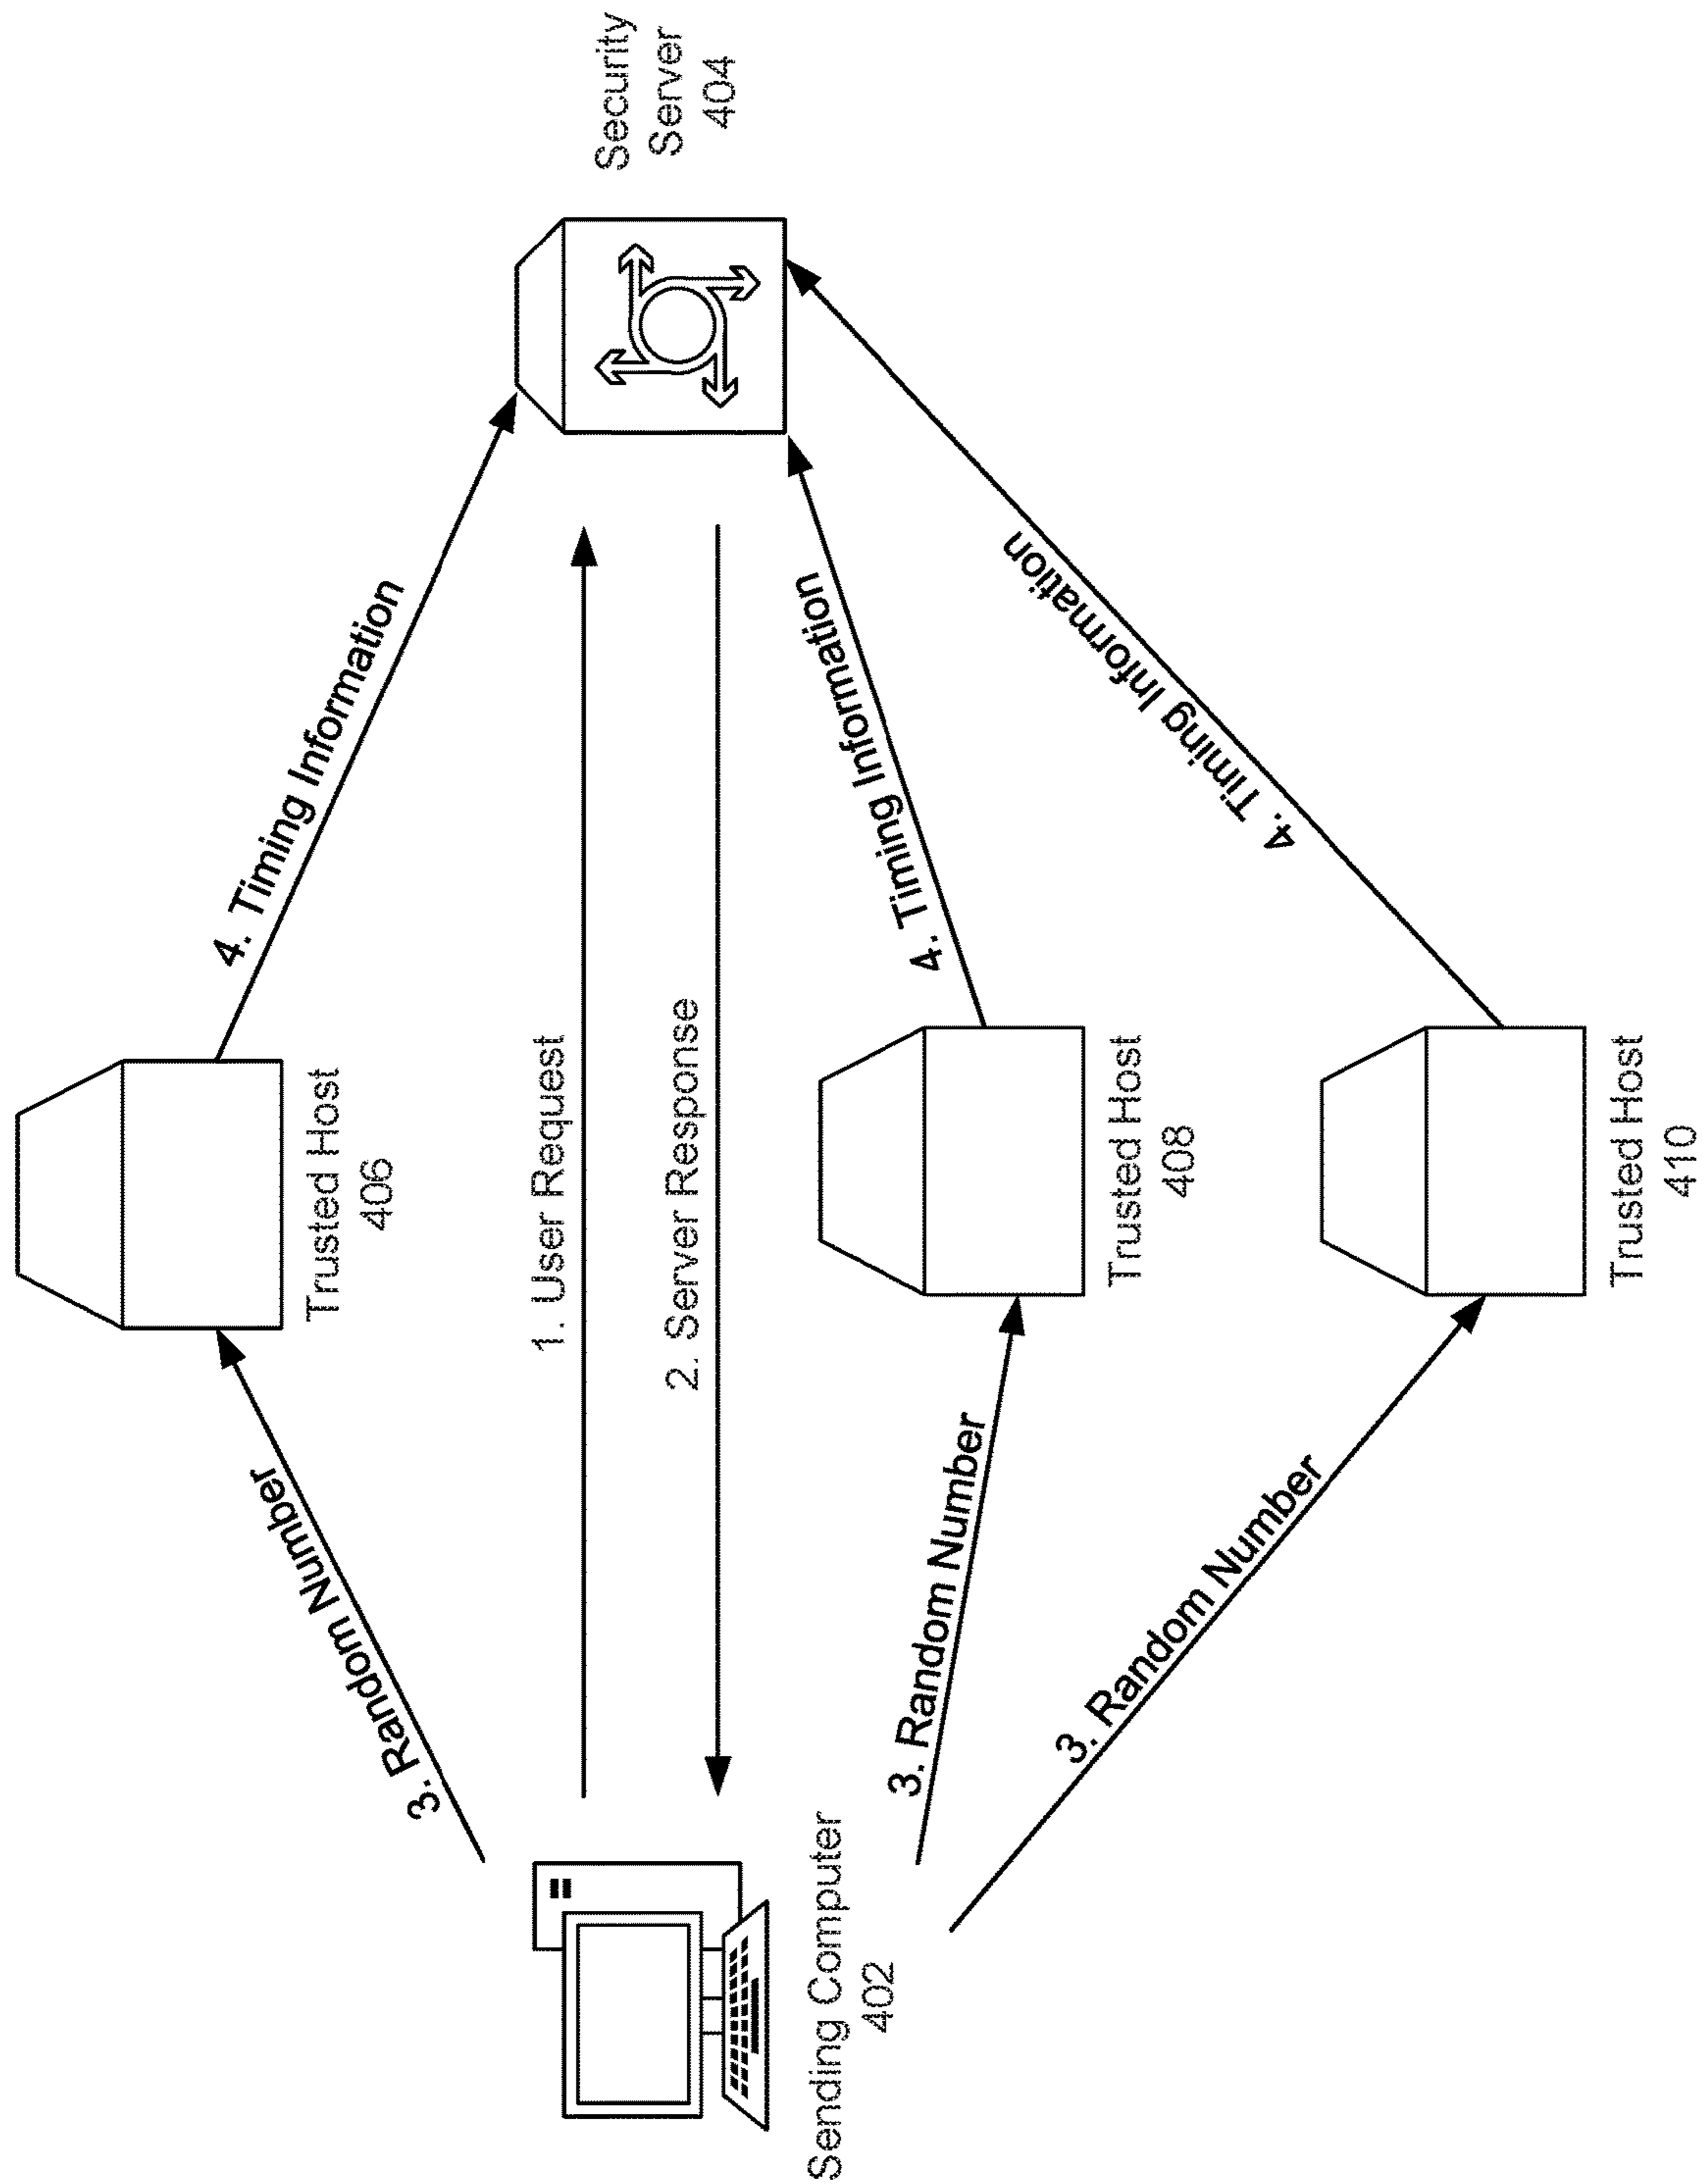 Trusted Host
406
3. Random Number
4. Timing Information
1. User Request
2. Server Response
Sending Computer
402
Security
Server
404
3. Random Number
4. Timing Information
Trusted Host
408
3. Random Number
4. Timing Information
Trusted Host
410